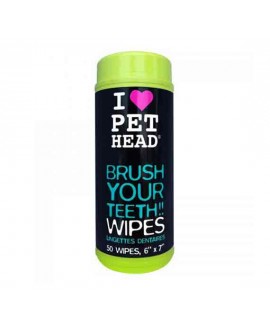 I ♥
PET
HEAD®
BRUSH
YOUR
TEETH!!
WIPES
LINGETTES DENTAIRES
50 WIPES, 6" x 7"